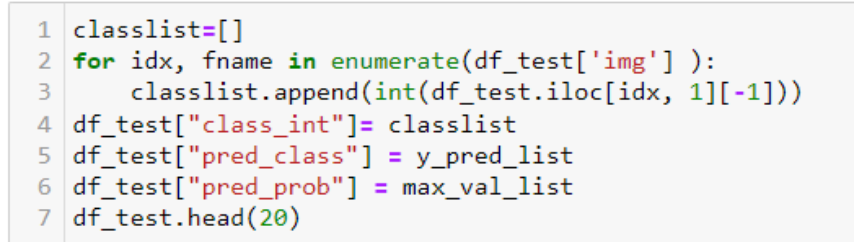 1 classlist=[]
2 for idx, fname in enumerate(df_test['img'] ):
3     classlist.append(int(df_test.iloc[idx, 1][-1]))
4 df_test["class_int"]= classlist
5 df_test["pred_class"] = y_pred_list
6 df_test["pred_prob"] = max_val_list
7 df_test.head(20)